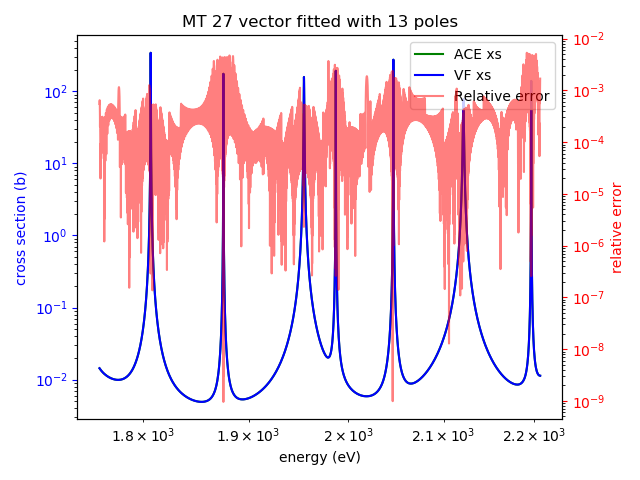 MT 27 vector fitted with 13 poles
ACE xs
VF xs
Relative error
cross section (b)
10² 10¹ 10⁰ 10⁻¹ 10⁻²
relative error
10⁻² 10⁻³ 10⁻⁴ 10⁻⁵ 10⁻⁶ 10⁻⁷ 10⁻⁸ 10⁻⁹
1.8 × 10³ 1.9 × 10³ 2 × 10³ 2.1 × 10³ 2.2 × 10³
energy (eV)